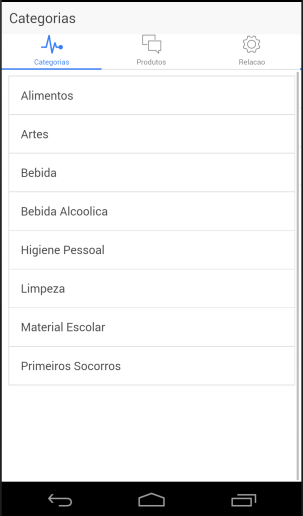 Categorias
Categorias
Produtos
Relacao
Alimentos
Artes
Bebida
Bebida Alcoolica
Higiene Pessoal
Limpeza
Material Escolar
Primeiros Socorros